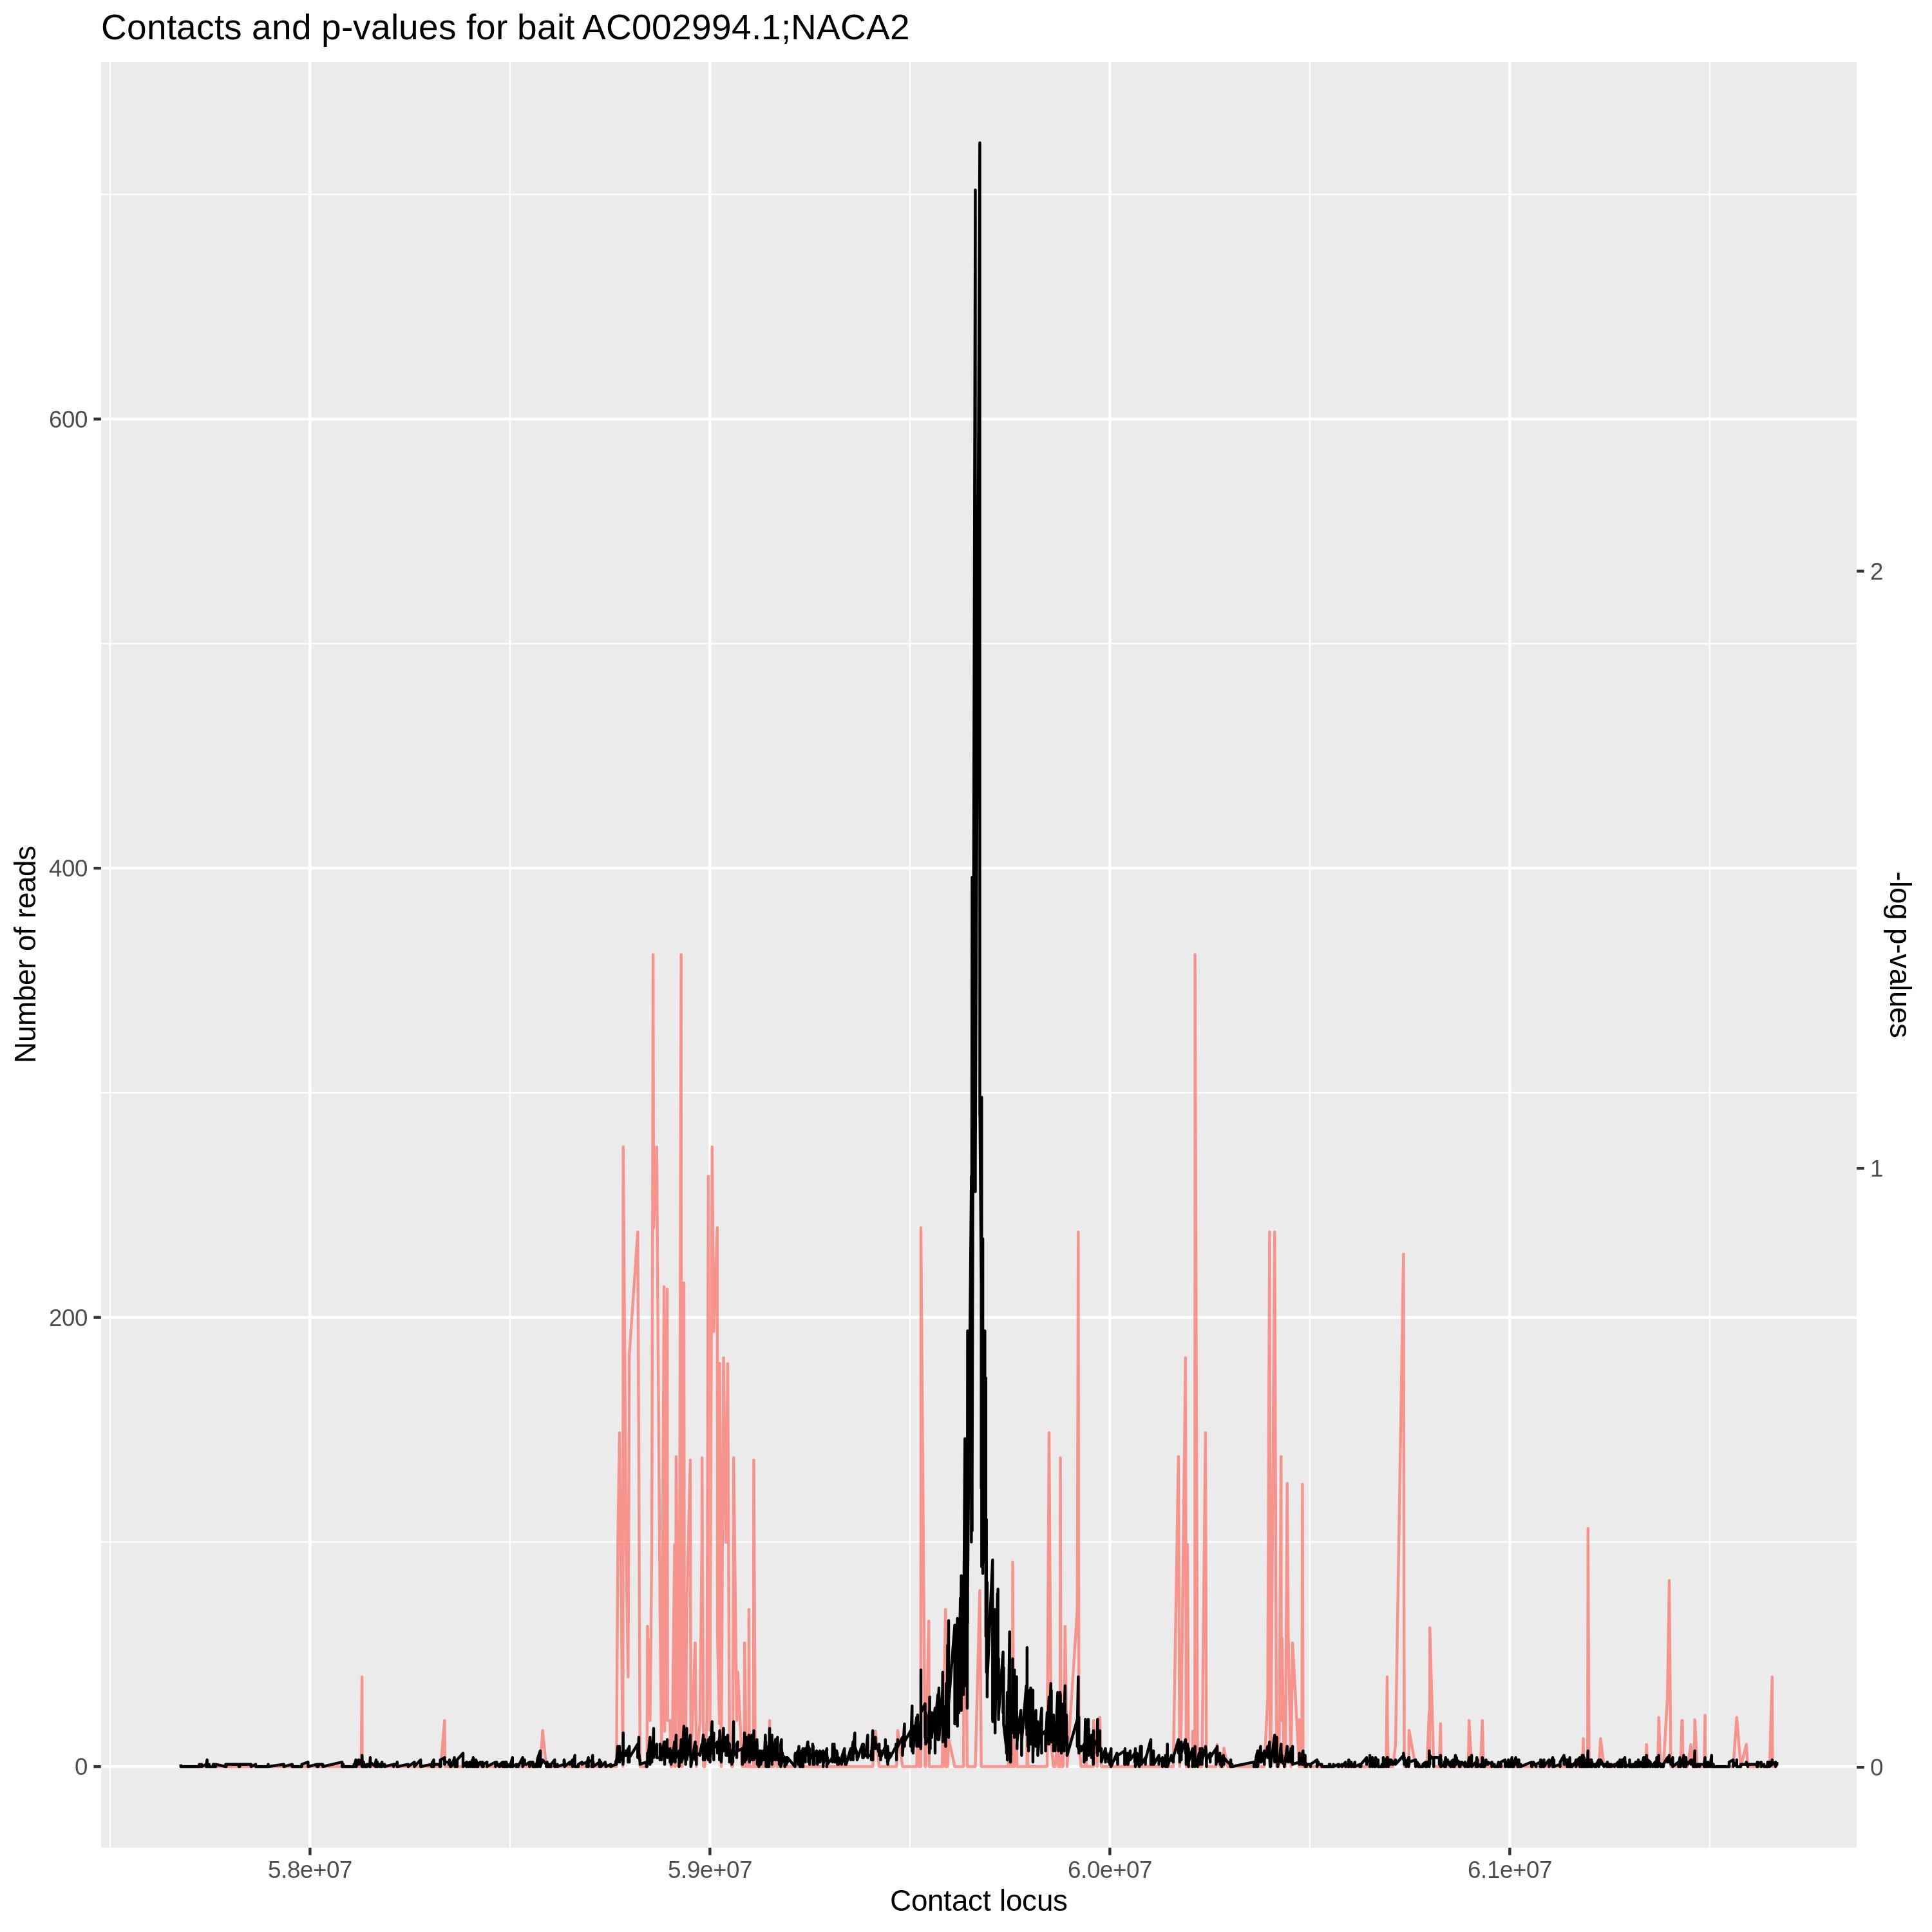 Contacts and p-values for bait AC002994.1;NACA2
600
400
200
0
Number of reads
2
1
0
-log p-values
5.8e+07
5.9e+07
6.0e+07
6.1e+07
Contact locus